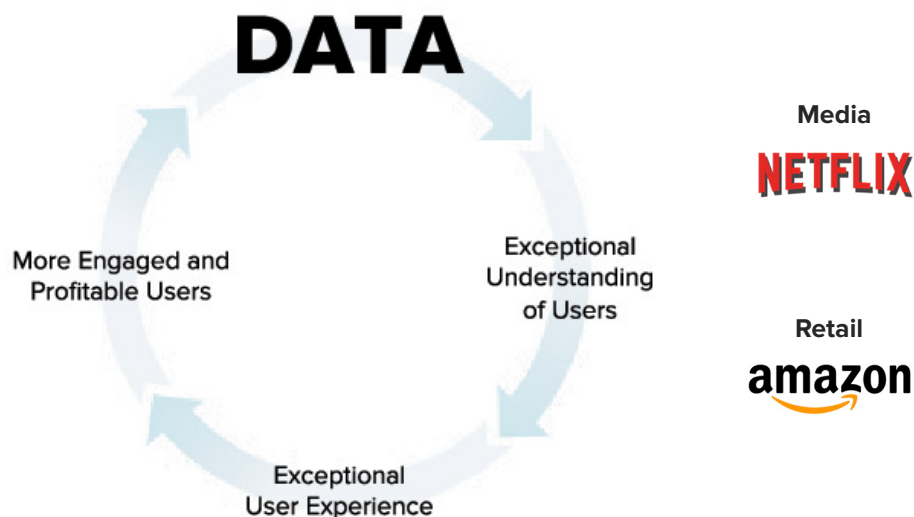 DATA
Exceptional
Understanding
of Users
Exceptional
User Experience
More Engaged and
Profitable Users
Media
NETFLIX
Retail
amazon